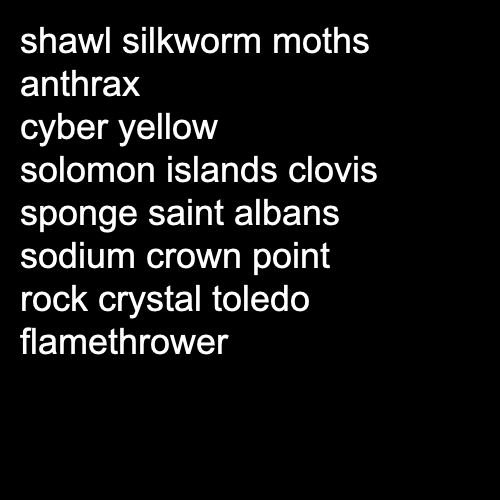 shawl silkworm moths
anthrax
cyber yellow
solomon islands clovis
sponge saint albans
sodium crown point
rock crystal toledo
flamethrower